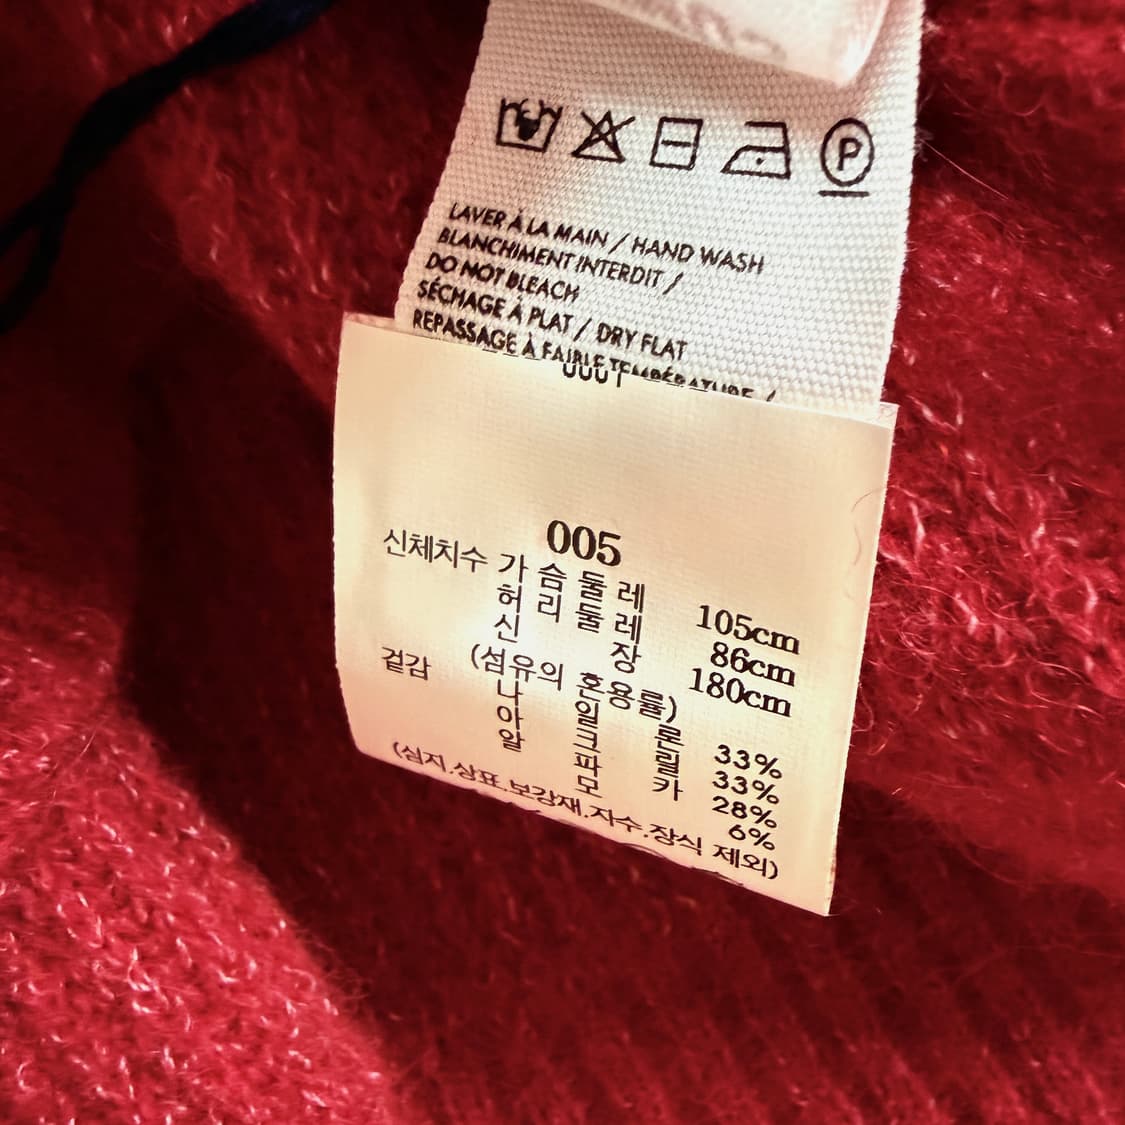 P
LAVER À LA MAIN / HAND WASH
BLANCHIMENT INTERDIT /
DO NOT BLEACH
SÉCHAGE À PLAT / DRY FLAT
REPASSAGE À FAIBLE TEMPÉRATURE /
005
신체치수 가슴둘레 105cm
허리둘레 86cm
신장 180cm
겉감 (섬유의 혼용률)
나일론 33%
아크릴 33%
알파카 28%
모 6%
(심지.상표.보강재.자수.장식 제외)